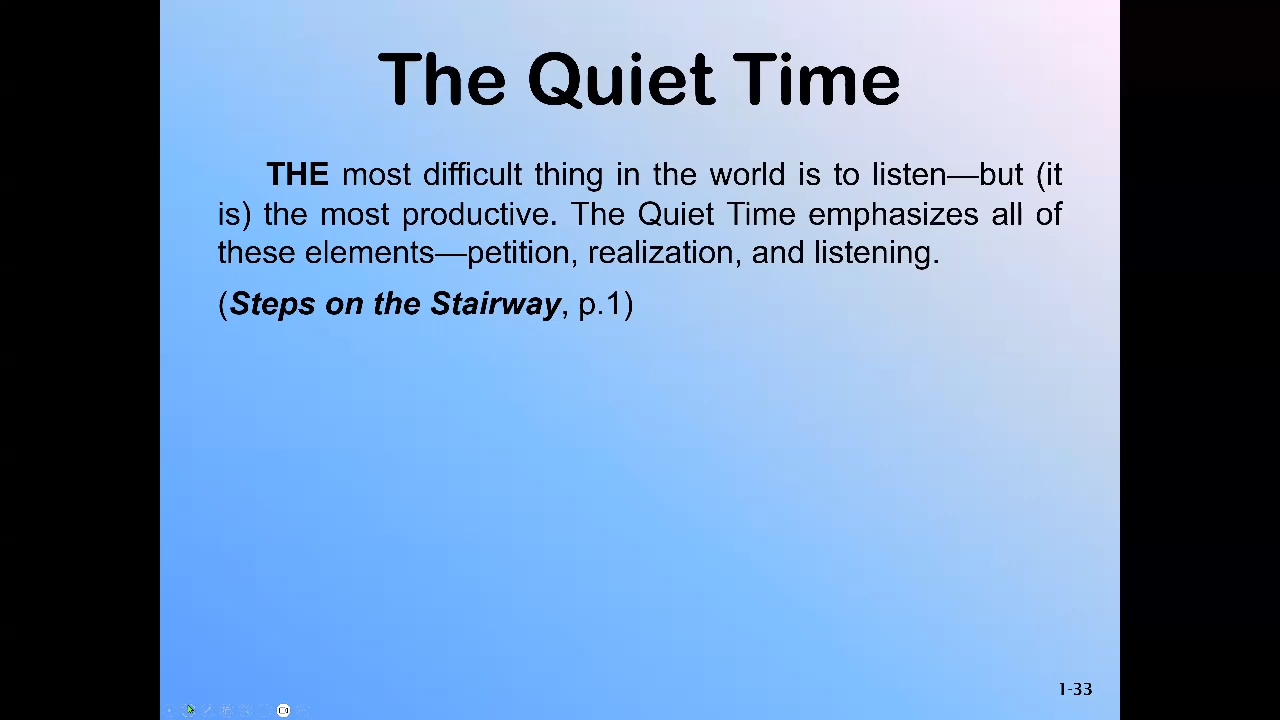 The Quiet Time
THE most difficult thing in the world is to listen—but (it
is) the most productive. The Quiet Time emphasizes all of
these elements—petition, realization, and listening.
(Steps on the Stairway, p.1)
1-33